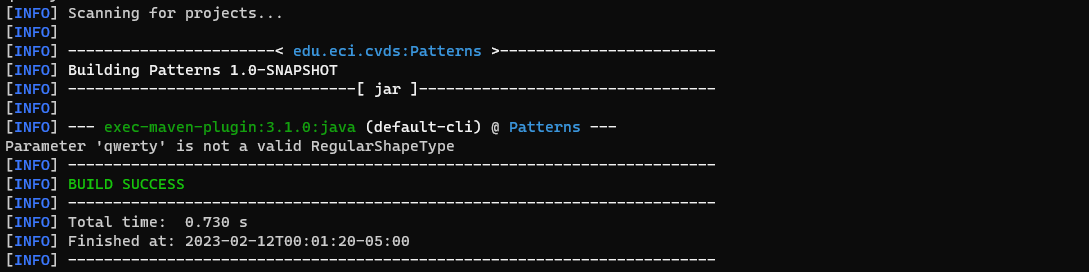 [INFO] Scanning for projects...
[INFO]
[INFO] -----------------------< edu.eci.cvds:Patterns >------------------------
[INFO] Building Patterns 1.0-SNAPSHOT
[INFO] --------------------------------[ jar ]---------------------------------
[INFO]
[INFO] --- exec-maven-plugin:3.1.0:java (default-cli) @ Patterns ---
Parameter 'qwerty' is not a valid RegularShapeType
[INFO] ------------------------------------------------------------------------
[INFO] BUILD SUCCESS
[INFO] ------------------------------------------------------------------------
[INFO] Total time:  0.730 s
[INFO] Finished at: 2023-02-12T00:01:20-05:00
[INFO] ------------------------------------------------------------------------